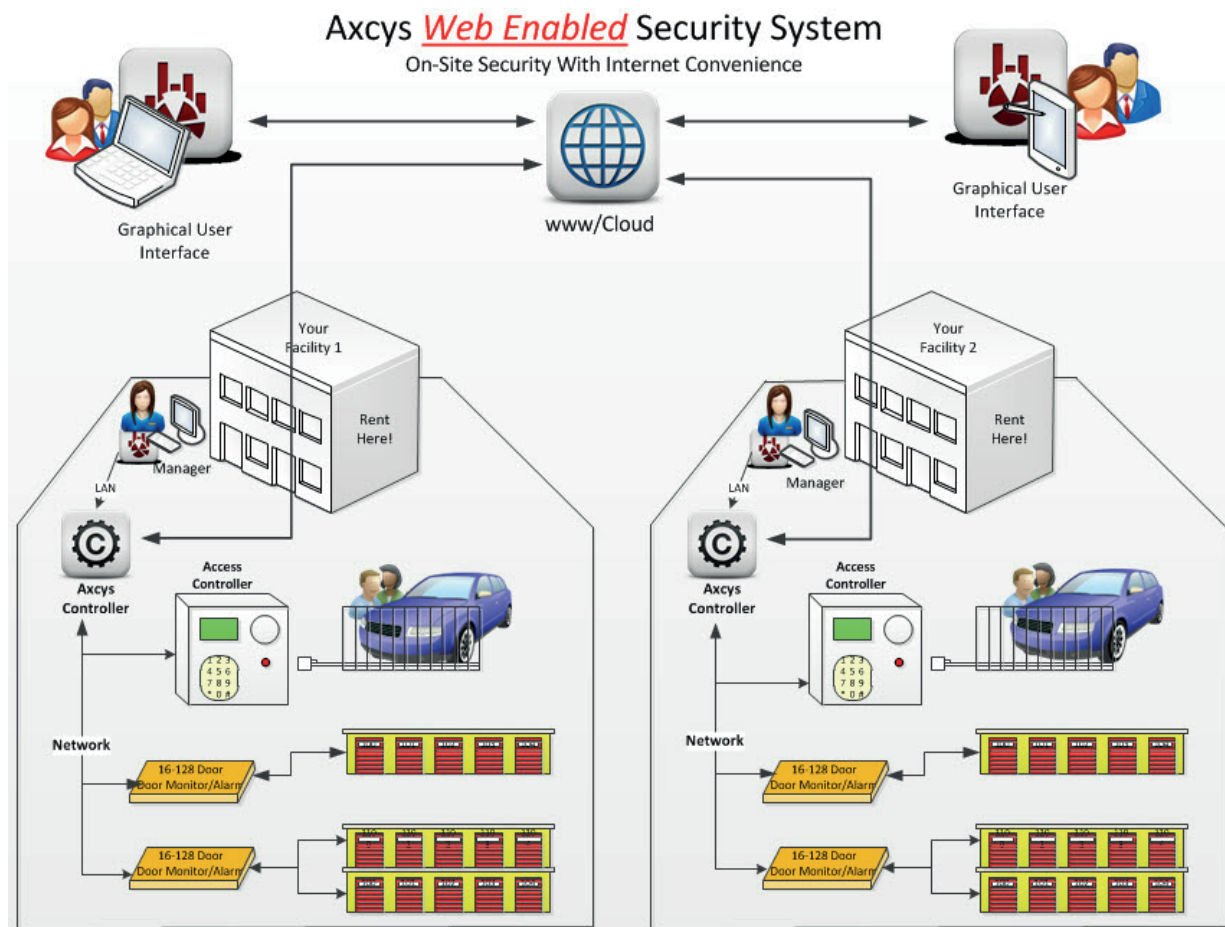 Axcys Web Enabled Security System
On-Site Security With Internet Convenience
Graphical User
Interface
www/Cloud
Graphical User
Interface
Your
Facility 1
Rent
Here!
Manager
LAN
C
Axcys
Controller
Access
Controller
1 2 3
4 5 6
7 8 9
* 0 #
Network
16-128 Door
Door Monitor/Alarm
16-128 Door
Door Monitor/Alarm
Your
Facility 2
Rent
Here!
Manager
LAN
C
Axcys
Controller
Access
Controller
1 2 3
4 5 6
7 8 9
* 0 #
Network
16-128 Door
Door Monitor/Alarm
16-128 Door
Door Monitor/Alarm